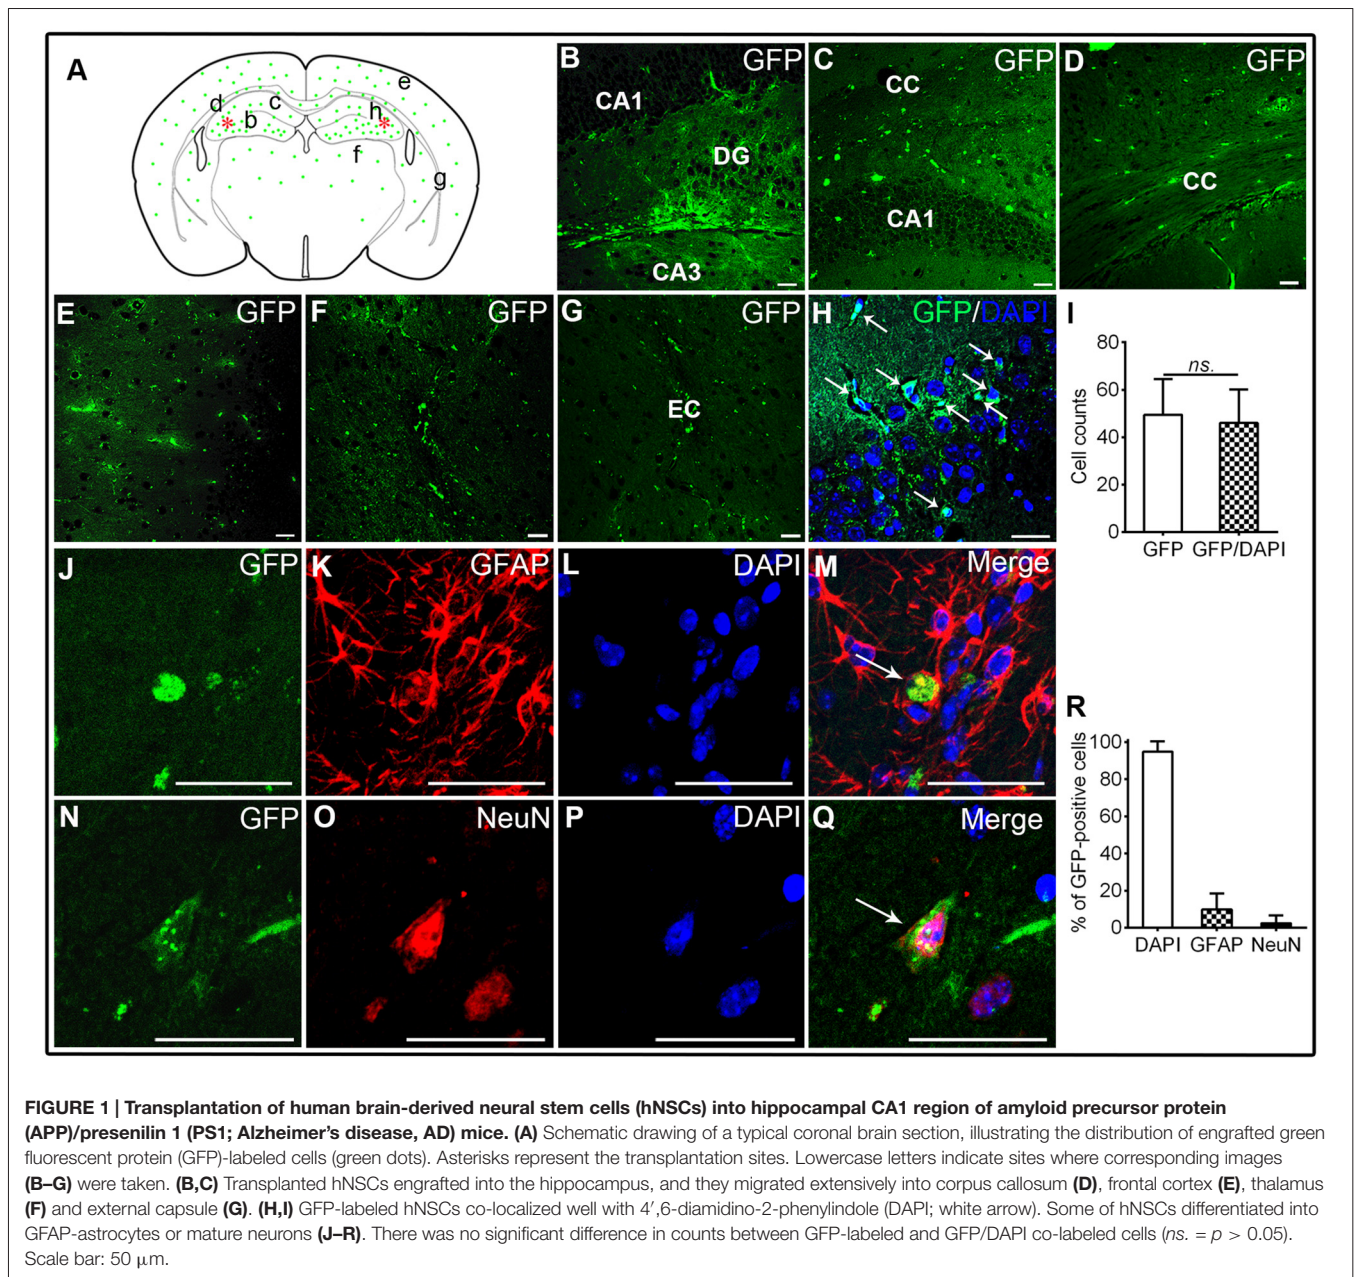 A
d
c
b
h
e
f
g
B
GFP
CA1
DG
CA3
C
GFP
CC
CA1
D
GFP
CC
E
GFP
F
GFP
G
GFP
EC
H
GFP/DAPI
I
80
60
40
20
0
Cell counts
ns.
GFP
GFP/DAPI
J
GFP
K
GFAP
L
DAPI
M
Merge
N
GFP
O
NeuN
P
DAPI
Q
Merge
R
100
80
60
40
20
0
% of GFP-positive cells
DAPI
GFAP
NeuN
FIGURE 1 | Transplantation of human brain-derived neural stem cells (hNSCs) into hippocampal CA1 region of amyloid precursor protein
(APP)/presenilin 1 (PS1; Alzheimer's disease, AD) mice. (A) Schematic drawing of a typical coronal brain section, illustrating the distribution of engrafted green
fluorescent protein (GFP)-labeled cells (green dots). Asterisks represent the transplantation sites. Lowercase letters indicate sites where corresponding images
(B–G) were taken. (B,C) Transplanted hNSCs engrafted into the hippocampus, and they migrated extensively into corpus callosum (D), frontal cortex (E), thalamus
(F) and external capsule (G). (H,I) GFP-labeled hNSCs co-localized well with 4′,6-diamidino-2-phenylindole (DAPI; white arrow). Some of hNSCs differentiated into
GFAP-astrocytes or mature neurons (J–R). There was no significant difference in counts between GFP-labeled and GFP/DAPI co-labeled cells (ns. = p > 0.05).
Scale bar: 50 μm.